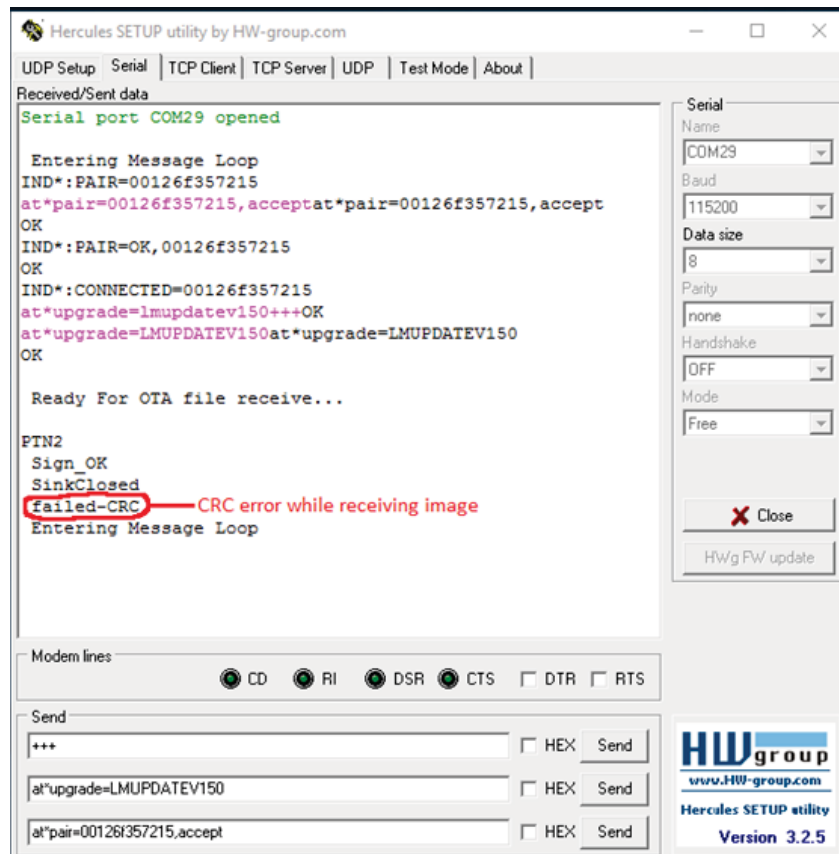 Hercules SETUP utility by HW-group.com
UDP Setup Serial TCP Client TCP Server UDP Test Mode About
Received/Sent data
Serial port COM29 opened
Entering Message Loop
IND*:PAIR=00126f357215
at*pair=00126f357215,acceptat*pair=00126f357215,accept
OK
IND*:PAIR=OK,00126f357215
OK
IND*:CONNECTED=00126f357215
at*upgrade=lmupdatev150+++OK
at*upgrade=LMUPDATEV150at*upgrade=LMUPDATEV150
OK
Ready For OTA file receive...
PTN2
Sign_OK
SinkClosed
failed-CRC CRC error while receiving image
Entering Message Loop
Serial
Name
COM29
Baud
115200
Data size
8
Parity
none
Handshake
OFF
Mode
Free
Close
HWg FW update
Modem lines
CD RI DSR CTS DTR RTS
Send
+++ HEX Send
at*upgrade=LMUPDATEV150 HEX Send
at*pair=00126f357215,accept HEX Send
HW group
www.HW-group.com
Hercules SETUP utility
Version 3.2.5